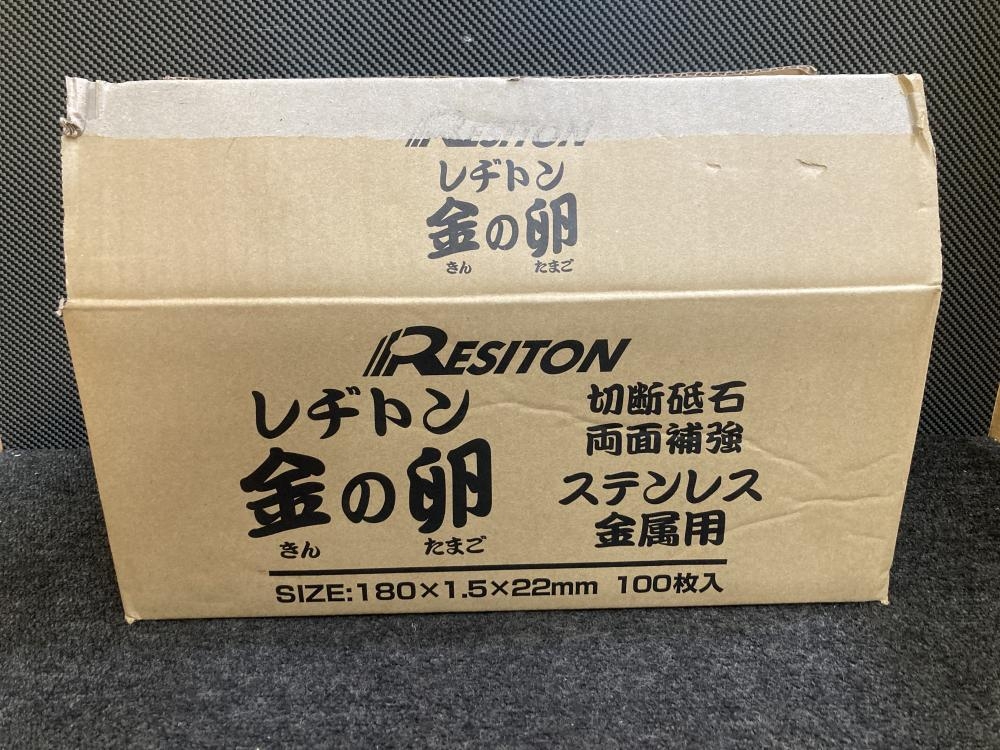 RESITON
レヂトン
金の卵
きん たまご
RESITON
レヂトン
金の卵
きん たまご
切断砥石
両面補強
ステンレス
金属用
SIZE:180×1.5×22mm 100枚入